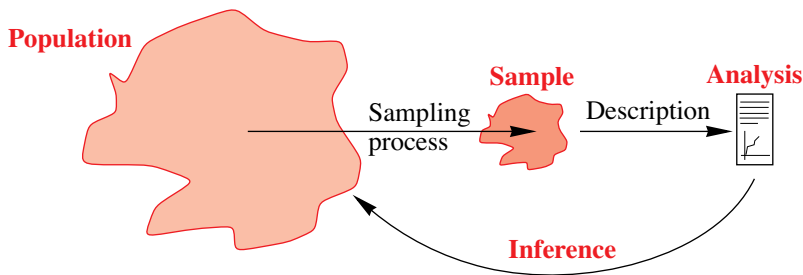 Population
Sample
Analysis
Sampling
process
Description
Inference